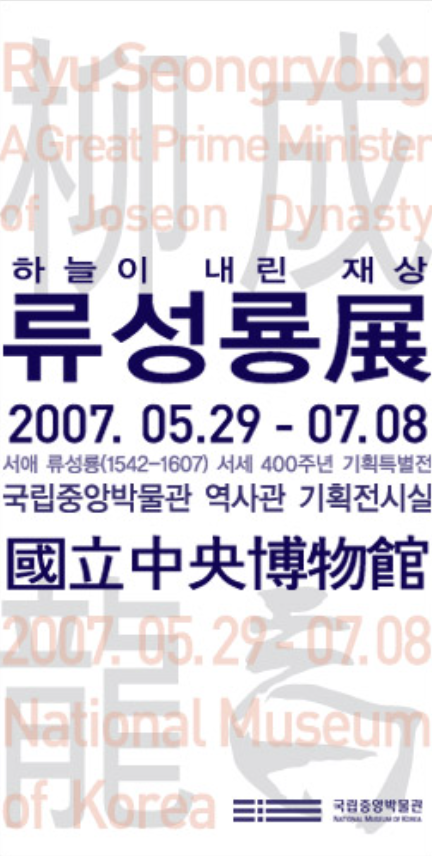 Ryu Seongryong
A Great Prime Minister
of Joseon Dynasty
柳成
하늘이 내린 재상
류성룡展
2007. 05.29 - 07.08
서애 류성룡(1542-1607) 서세 400주년 기획특별전
국립중앙박물관 역사관 기획전시실
國立中央博物館
龍
2007. 05.29 - 07.08
National Museum
of Korea
국립중앙박물관
NATIONAL MUSEUM OF KOREA